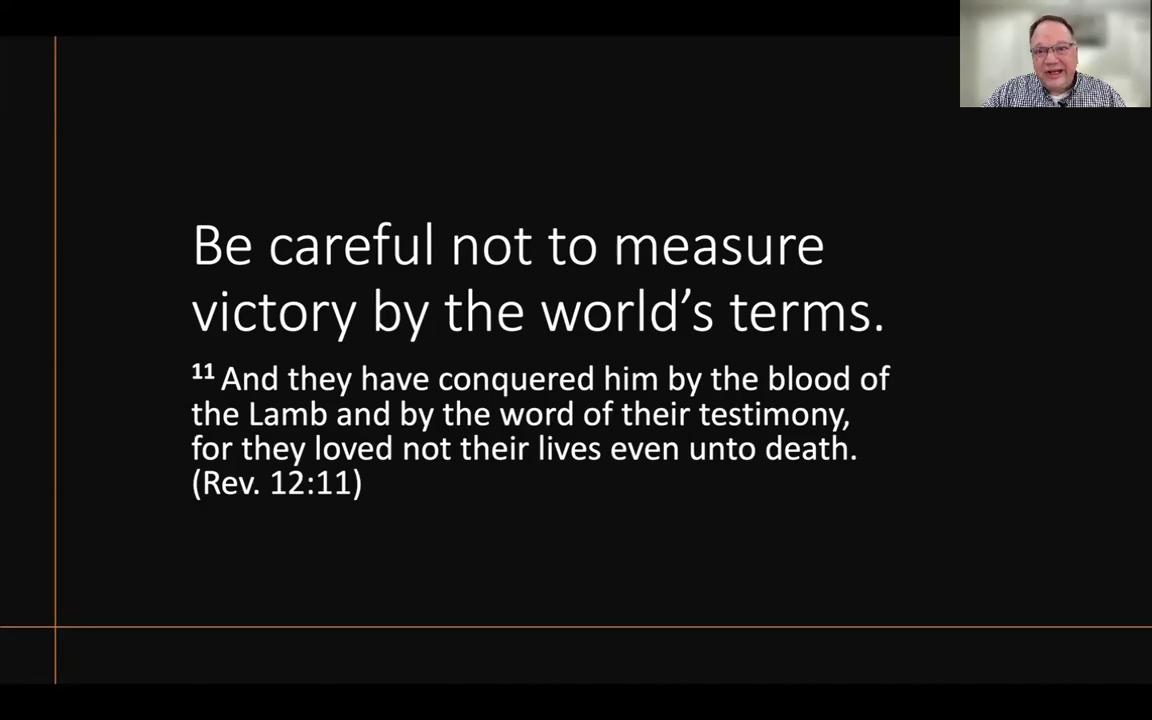 Be careful not to measure
victory by the world’s terms.
11 And they have conquered him by the blood of
the Lamb and by the word of their testimony,
for they loved not their lives even unto death.
(Rev. 12:11)